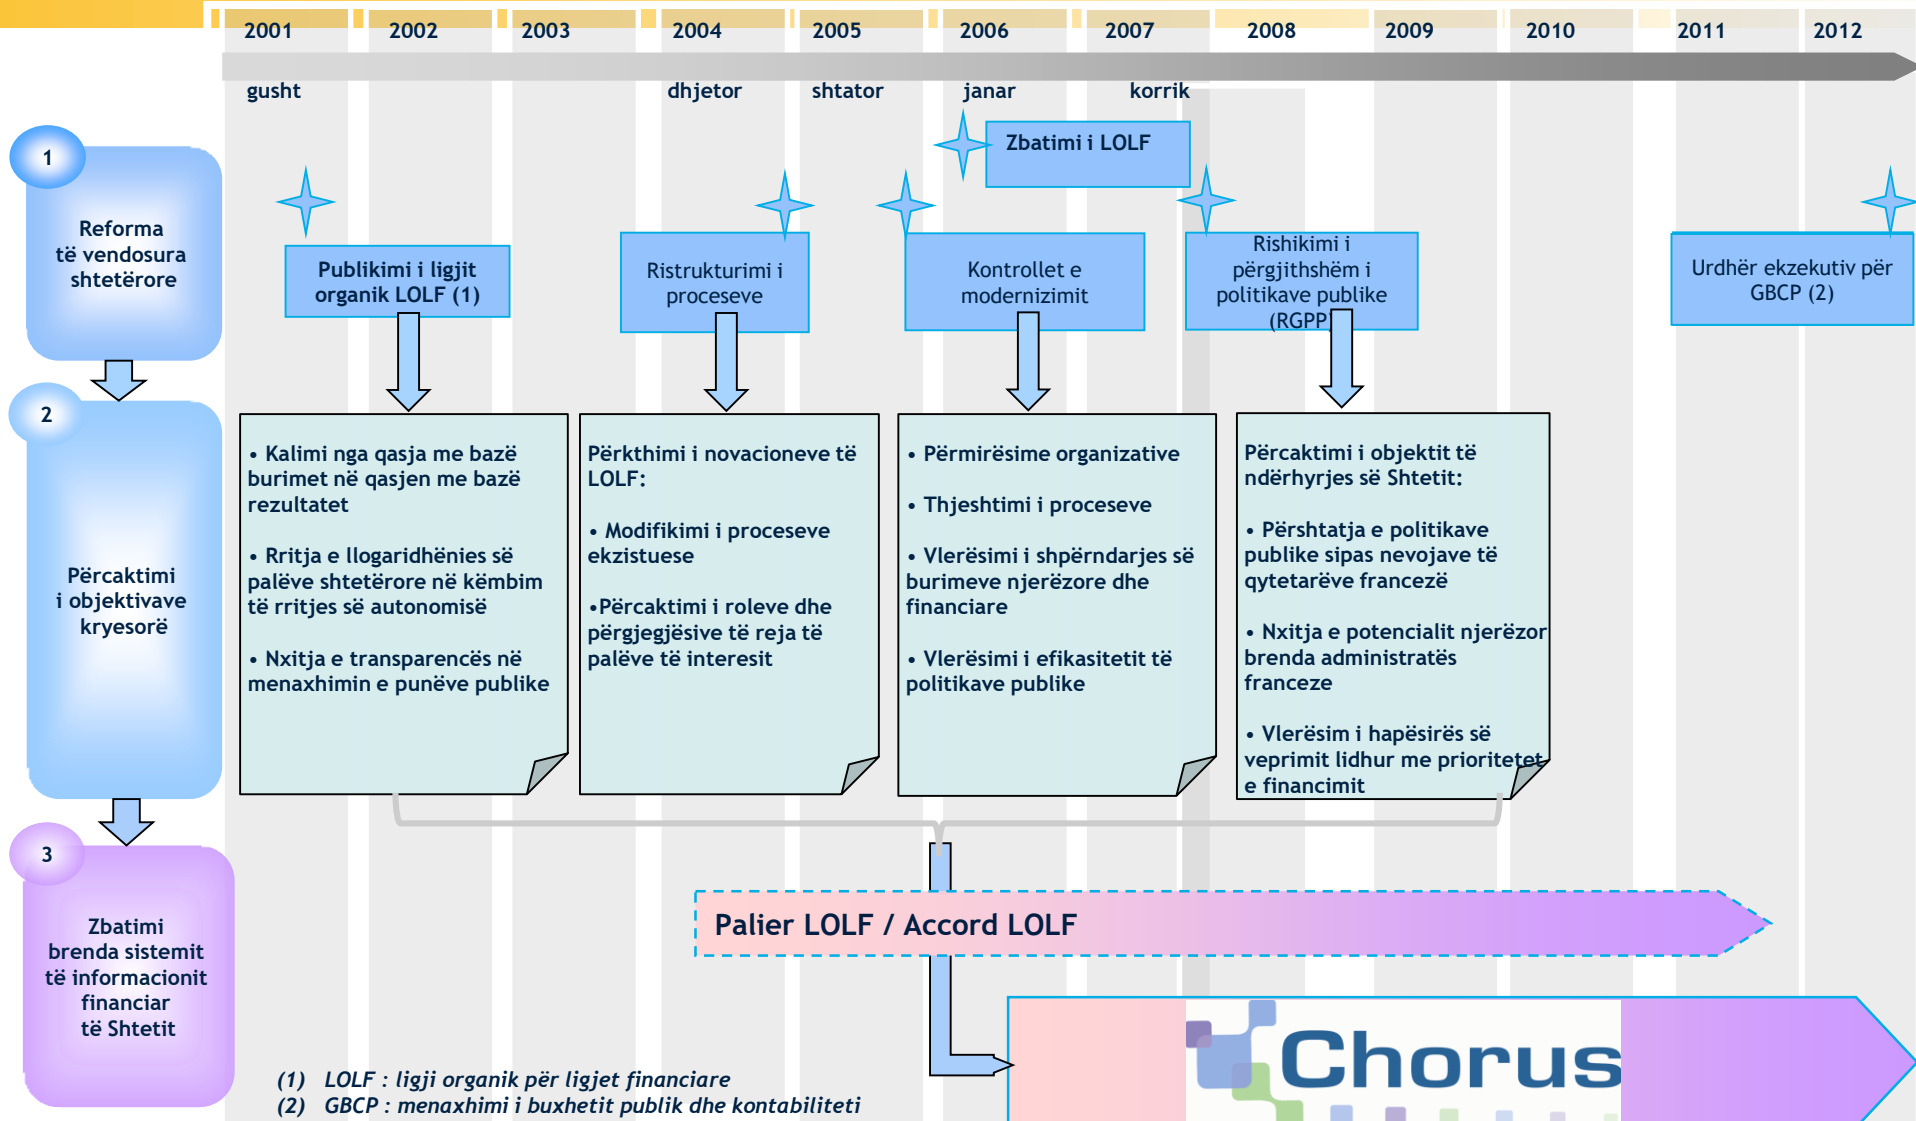 2001 2002 2003 2004 2005 2006 2007 2008 2009 2010 2011 2012
gusht dhjetor shtator janar korrik
1
Reforma
të vendosura
shtetërore
Zbatimi i LOLF
Publikimi i ligjit
organik LOLF (1)
Ristrukturimi i
proceseve
Kontrollet e
modernizimit
Rishikimi i
përgjithshëm i
politikave publike
(RGPP)
Urdhër ekzekutiv për
GBCP (2)
2
Përcaktimi
i objektivave
kryesorë
• Kalimi nga qasja me bazë
burimet në qasjen me bazë
rezultatet
• Rritja e llogaridhënies së
palëve shtetërore në këmbim
të rritjes së autonomisë
• Nxitja e transparencës në
menaxhimin e punëve publike
Përkthimi i novacioneve të
LOLF:
• Modifikimi i proceseve
ekzistuese
•Përcaktimi i roleve dhe
përgjegjësive të reja të
palëve të interesit
• Përmirësime organizative
• Thjeshtimi i proceseve
• Vlerësimi i shpërndarjes së
burimeve njerëzore dhe
financiare
• Vlerësimi i efikasitetit të
politikave publike
Përcaktimi i objektit të
ndërhyrjes së Shtetit:
• Përshtatja e politikave
publike sipas nevojave të
qytetarëve francezë
• Nxitja e potencialit njerëzor
brenda administratës
franceze
• Vlerësim i hapësirës së
veprimit lidhur me prioritetet
e financimit
3
Zbatimi
brenda sistemit
të informacionit
financiar
të Shtetit
Palier LOLF / Accord LOLF
Chorus
(1) LOLF : ligji organik për ligjet financiare
(2) GBCP : menaxhimi i buxhetit publik dhe kontabiliteti